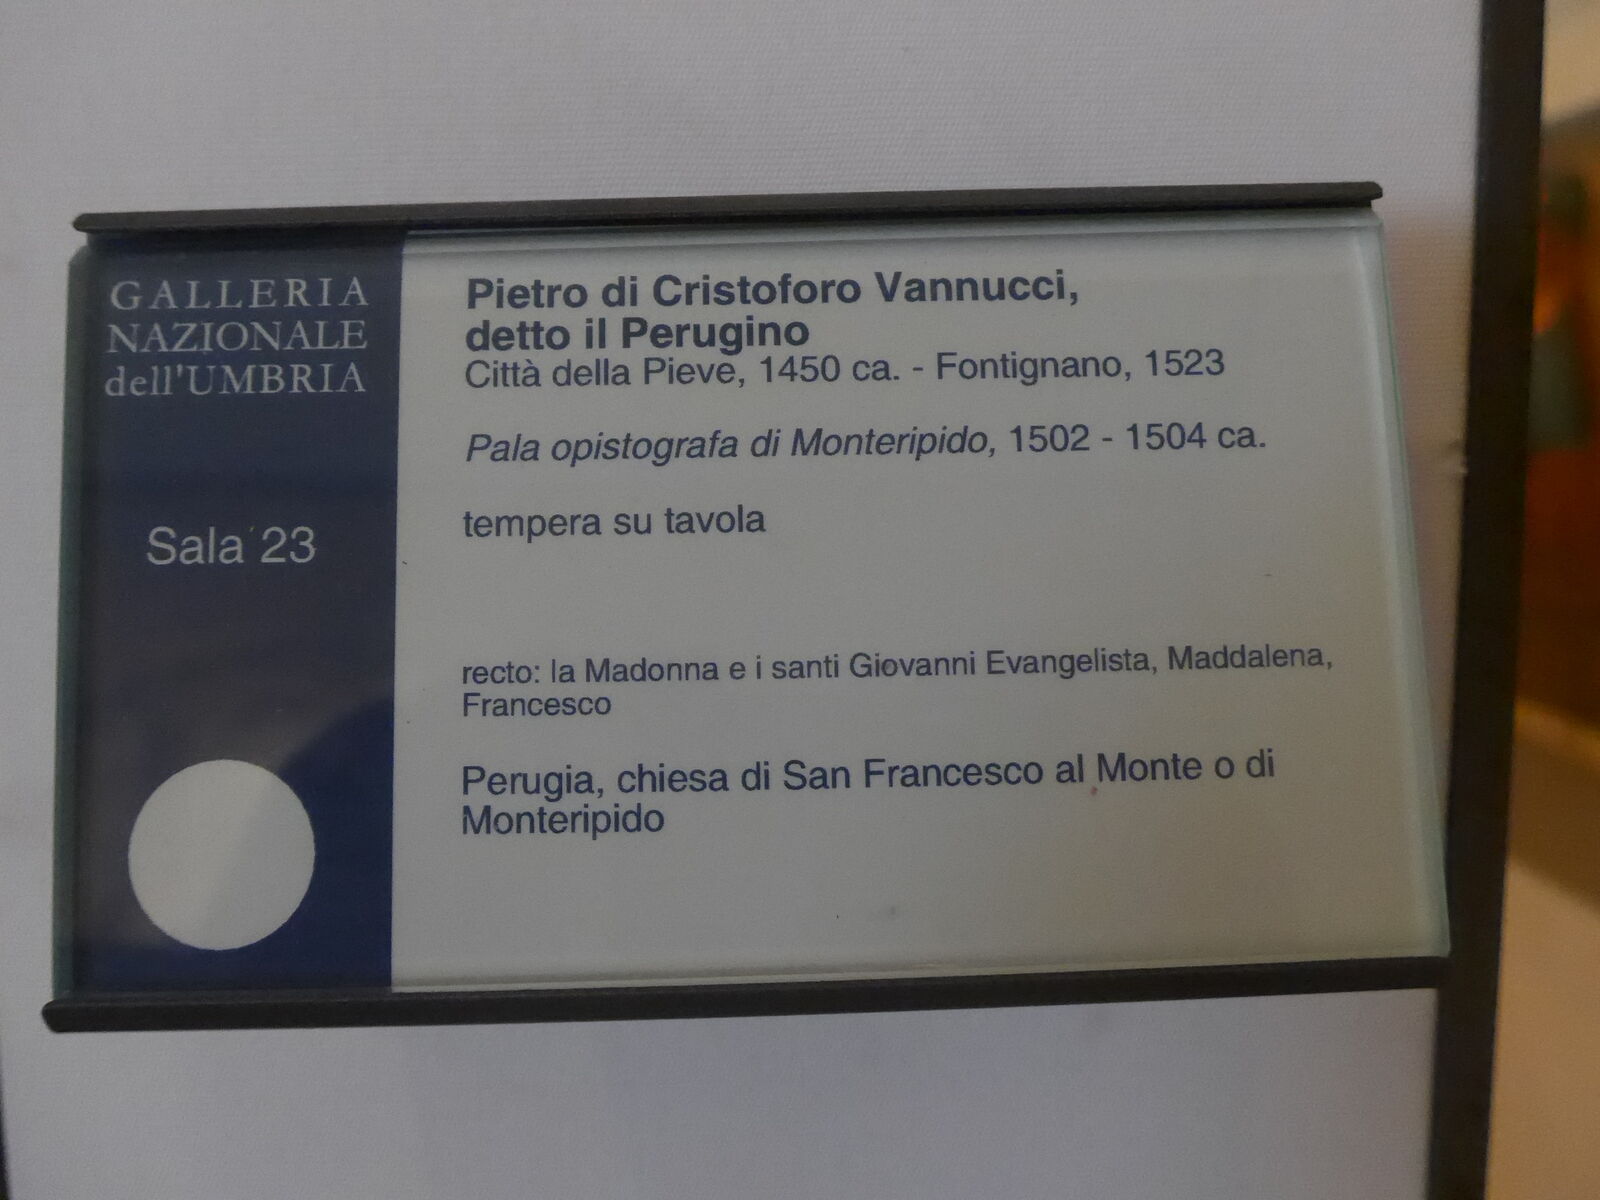 GALLERIA
NAZIONALE
dell'UMBRIA
Sala 23
Pietro di Cristoforo Vannucci,
detto il Perugino
Città della Pieve, 1450 ca. - Fontignano, 1523
Pala opistografa di Monteripido, 1502 - 1504 ca.
tempera su tavola
recto: la Madonna e i santi Giovanni Evangelista, Maddalena,
Francesco
Perugia, chiesa di San Francesco al Monte o di
Monteripido